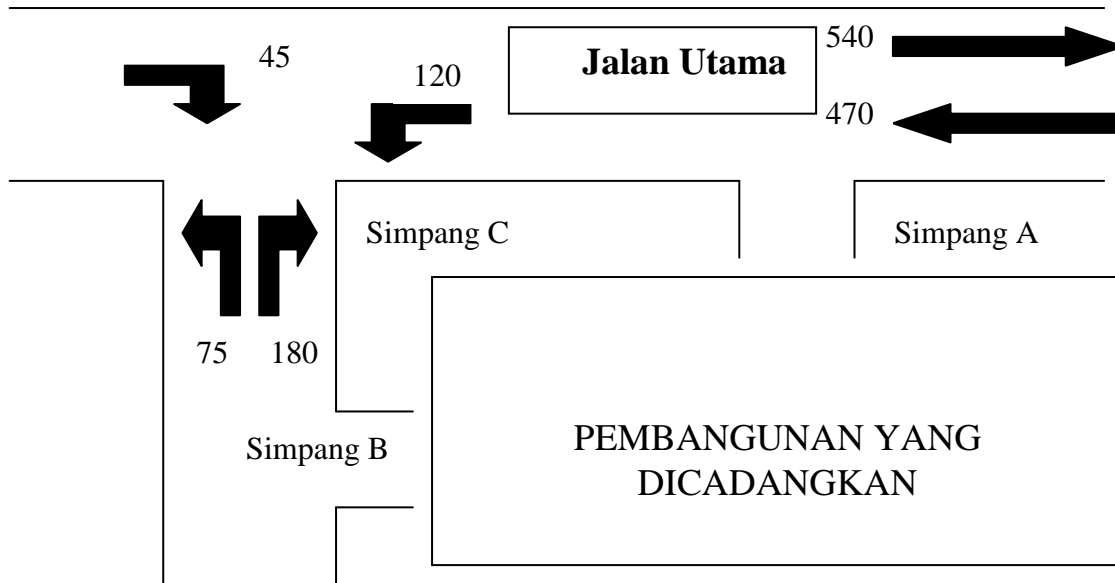 540
45
Jalan Utama
120
470
Simpang C
Simpang A
75
180
Simpang B
PEMBANGUNAN YANG
DICADANGKAN